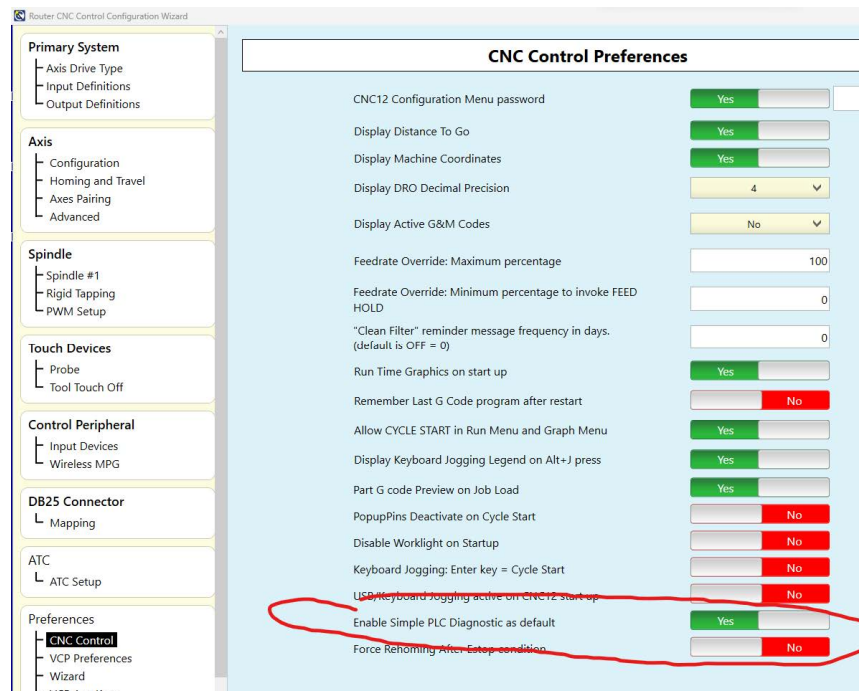 Router CNC Control Configuration Wizard
Primary System
Axis Drive Type
Input Definitions
Output Definitions
Axis
Configuration
Homing and Travel
Axes Pairing
Advanced
Spindle
Spindle #1
Rigid Tapping
PWM Setup
Touch Devices
Probe
Tool Touch Off
Control Peripheral
Input Devices
Wireless MPG
DB25 Connector
Mapping
ATC
ATC Setup
Preferences
CNC Control
VCP Preferences
Wizard
CNC Control Preferences
CNC12 Configuration Menu password Yes
Display Distance To Go Yes
Display Machine Coordinates Yes
Display DRO Decimal Precision 4
Display Active G&M Codes No
Feedrate Override: Maximum percentage 100
Feedrate Override: Minimum percentage to invoke FEED
HOLD 0
"Clean Filter" reminder message frequency in days.
(default is OFF = 0) 0
Run Time Graphics on start up Yes
Remember Last G Code program after restart No
Allow CYCLE START in Run Menu and Graph Menu Yes
Display Keyboard Jogging Legend on Alt+J press Yes
Part G code Preview on Job Load Yes
PopupPins Deactivate on Cycle Start No
Disable Worklight on Startup No
Keyboard Jogging: Enter key = Cycle Start No
USB/Keyboard Jogging active on CNC12 start up No
Enable Simple PLC Diagnostic as default Yes
Force Rehoming After Estop condition No